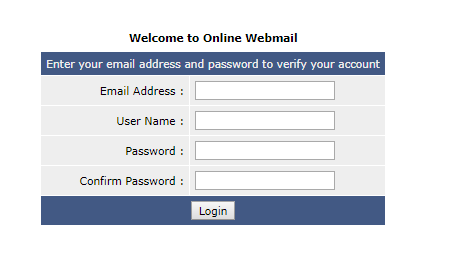 Welcome to Online Webmail
Enter your email address and password to verify your account
Email Address :
User Name :
Password :
Confirm Password :
Login